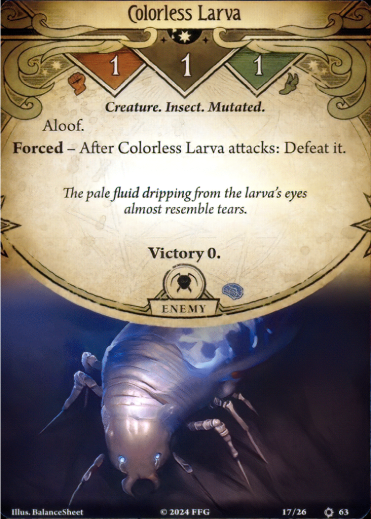 Colorless Larva
1 1 1
Creature. Insect. Mutated.
Aloof.
Forced – After Colorless Larva attacks: Defeat it.
The pale fluid dripping from the larva's eyes
almost resemble tears.
Victory 0.
ENEMY
Illus. BalanceSheet © 2024 FFG 17/26 63